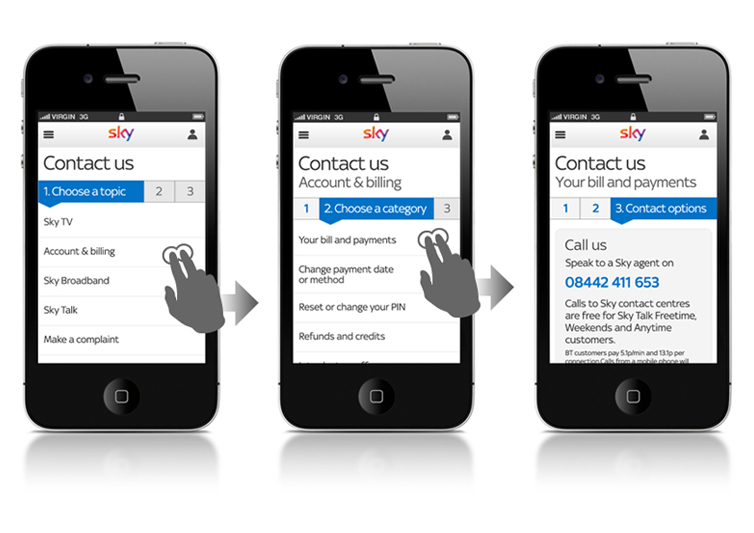 VIRGIN 3G
sky
Contact us
1. Choose a topic 2 3
Sky TV
Account & billing
Sky Broadband
Sky Talk
Make a complaint
VIRGIN 3G
sky
Contact us
Account & billing
1 2. Choose a category 3
Your bill and payments
Change payment date
or method
Reset or change your PIN
Refunds and credits
VIRGIN 3G
sky
Contact us
Your bill and payments
1 2 3. Contact options
Call us
Speak to a Sky agent on
08442 411 653
Calls to Sky contact centres
are free for Sky Talk Freetime,
Weekends and Anytime
customers.
BT customers pay 5.1p/min and 13.1p per
connection.Calls from a mobile phone will